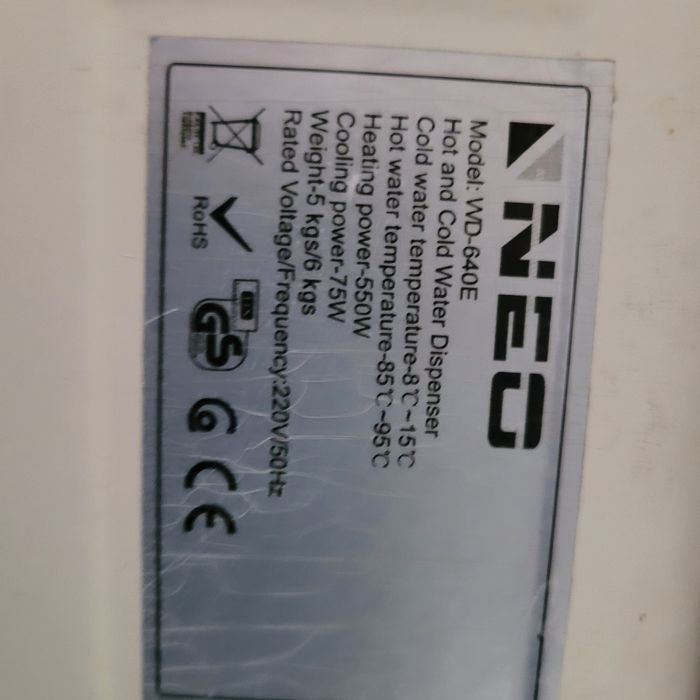 NEO
Model: WD-640E
Hot and Cold Water Dispenser
Cold water temperature-8℃~15℃
Hot water temperature-85℃~95℃
Heating power-550W
Cooling power-75W
Weight-5 kgs/6 kgs
Rated Voltage/Frequency:220V/50Hz
RoHS
GS
CE